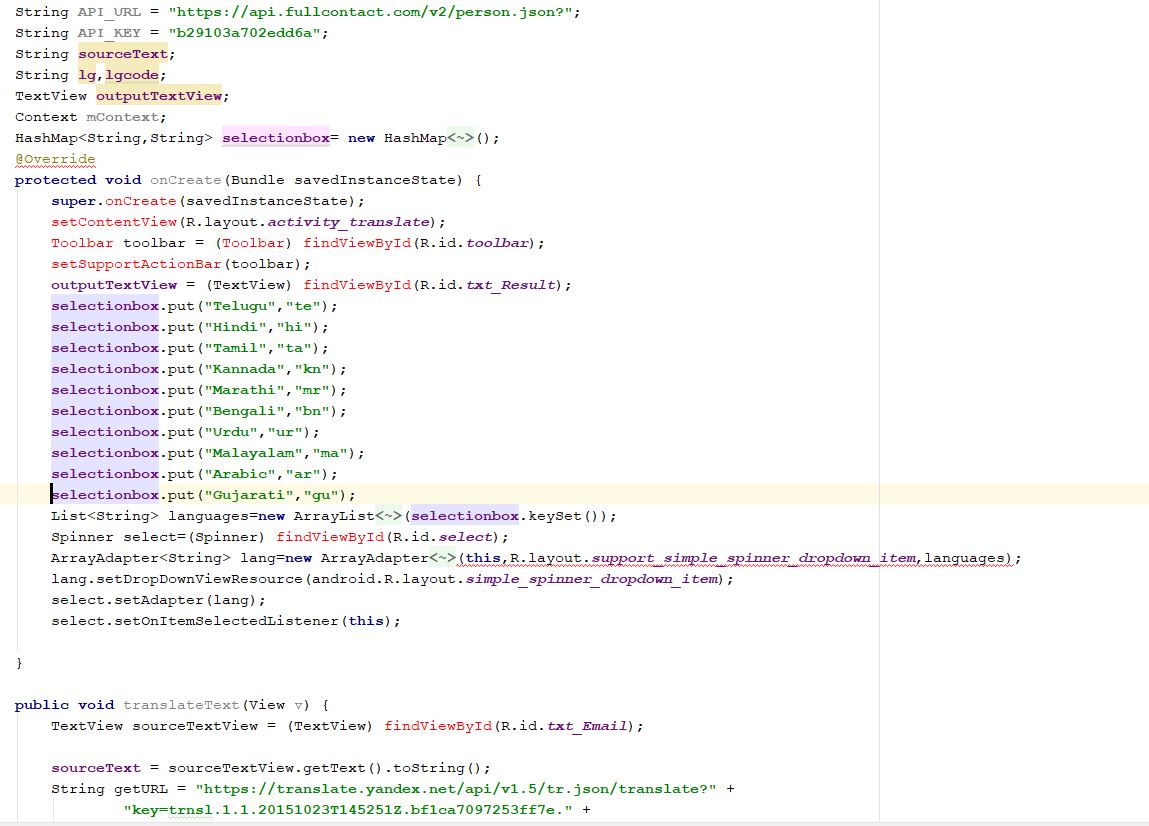 String API_URL = "https://api.fullcontact.com/v2/person.json?";
String API_KEY = "b29103a702edd6a";
String sourceText;
String lg,lgcode;
TextView outputTextView;
Context mContext;
HashMap<String,String> selectionbox= new HashMap<~>();
@Override
protected void onCreate(Bundle savedInstanceState) {
    super.onCreate(savedInstanceState);
    setContentView(R.layout.activity_translate);
    Toolbar toolbar = (Toolbar) findViewById(R.id.toolbar);
    setSupportActionBar(toolbar);
    outputTextView = (TextView) findViewById(R.id.txt_Result);
    selectionbox.put("Telugu","te");
    selectionbox.put("Hindi","hi");
    selectionbox.put("Tamil","ta");
    selectionbox.put("Kannada","kn");
    selectionbox.put("Marathi","mr");
    selectionbox.put("Bengali","bn");
    selectionbox.put("Urdu","ur");
    selectionbox.put("Malayalam","ma");
    selectionbox.put("Arabic","ar");
    selectionbox.put("Gujarati","gu");
    List<String> languages=new ArrayList<~>(selectionbox.keySet());
    Spinner select=(Spinner) findViewById(R.id.select);
    ArrayAdapter<String> lang=new ArrayAdapter<~>(this,R.layout.support_simple_spinner_dropdown_item,languages);
    lang.setDropDownViewResource(android.R.layout.simple_spinner_dropdown_item);
    select.setAdapter(lang);
    select.setOnItemSelectedListener(this);
}
public void translateText(View v) {
    TextView sourceTextView = (TextView) findViewById(R.id.txt_Email);
    sourceText = sourceTextView.getText().toString();
    String getURL = "https://translate.yandex.net/api/v1.5/tr.json/translate?" +
            "key=trnsl.1.1.20151023T145251Z.bf1ca7097253ff7e." +